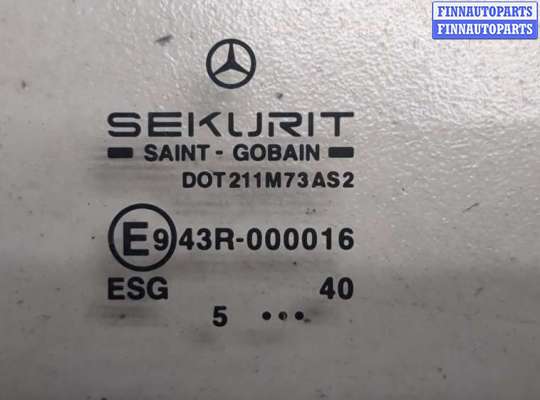 FINNAUTOPARTS
FINNAUTOPARTS
SEKURIT
SAINT - GOBAIN
DOT211M73AS2
E9 43R-000016
ESG 40
5 •••